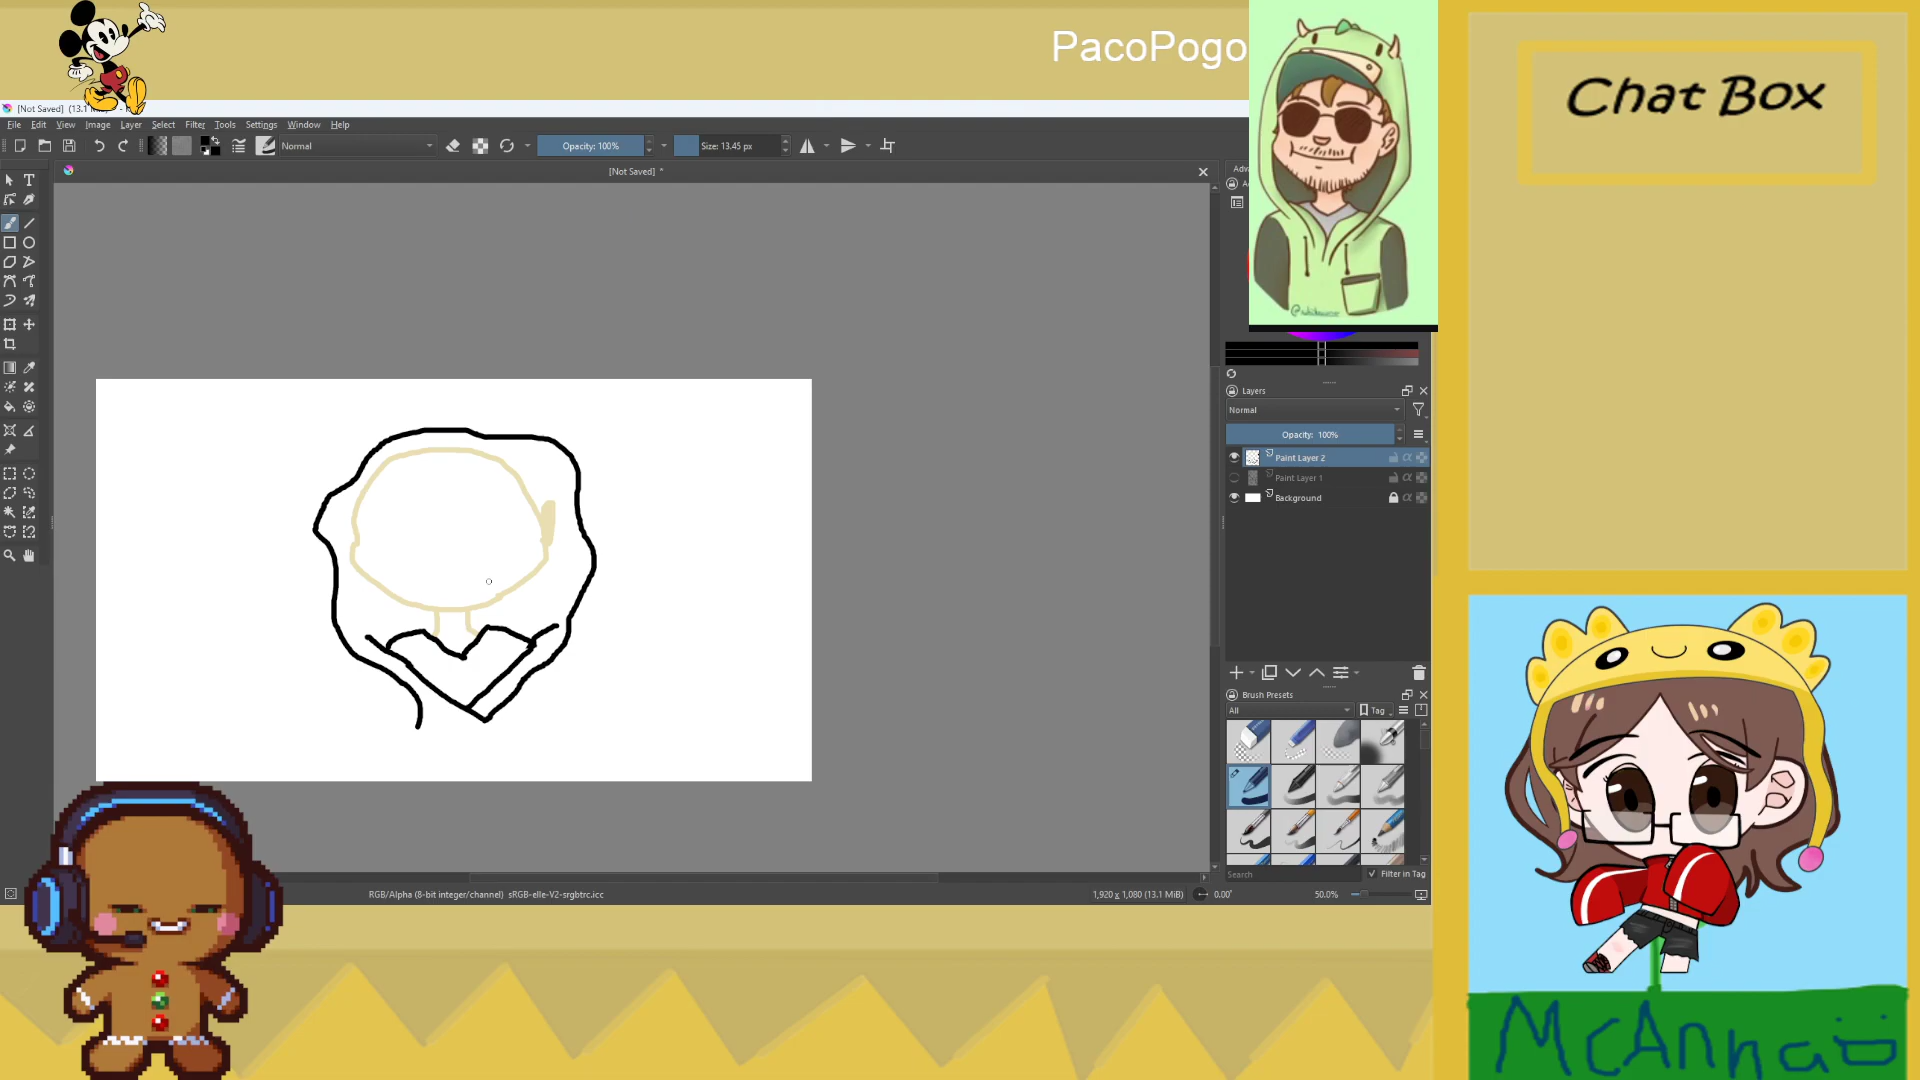 PacoPogo
Chat Box
[Not Saved] (13.1
File Edit View Image Layer Select Filter Tools Settings Window Help
Normal
Opacity: 100%
Size: 13.45 px
[Not Saved] *
Layers
Normal
Opacity: 100%
Paint Layer 2
Paint Layer 1
Background
Brush Presets
All
Tag
Search
Filter in Tag
RGB/Alpha (8-bit integer/channel) sRGB-elle-V2-srgbtrc.icc
1,920 x 1,080 (13.1 MiB)
0.00°
50.0%
McAnna